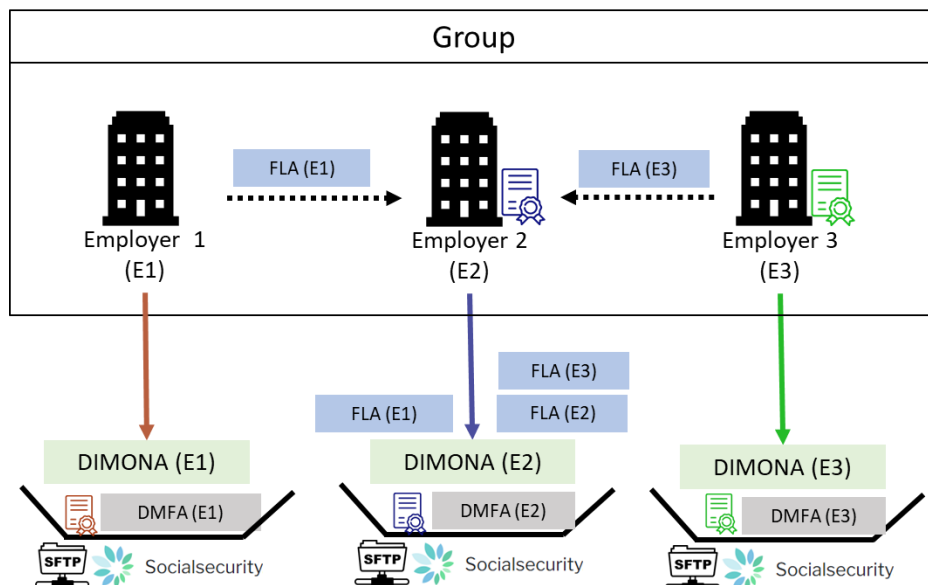 Group
FLA (E1)
FLA (E3)
Employer 1
(E1)
Employer 2
(E2)
Employer 3
(E3)
FLA (E3)
FLA (E1)
FLA (E2)
DIMONA (E1)
DIMONA (E2)
DIMONA (E3)
DMFA (E1)
DMFA (E2)
DMFA (E3)
SFTP
Socialsecurity
SFTP
Socialsecurity
SFTP
Socialsecurity